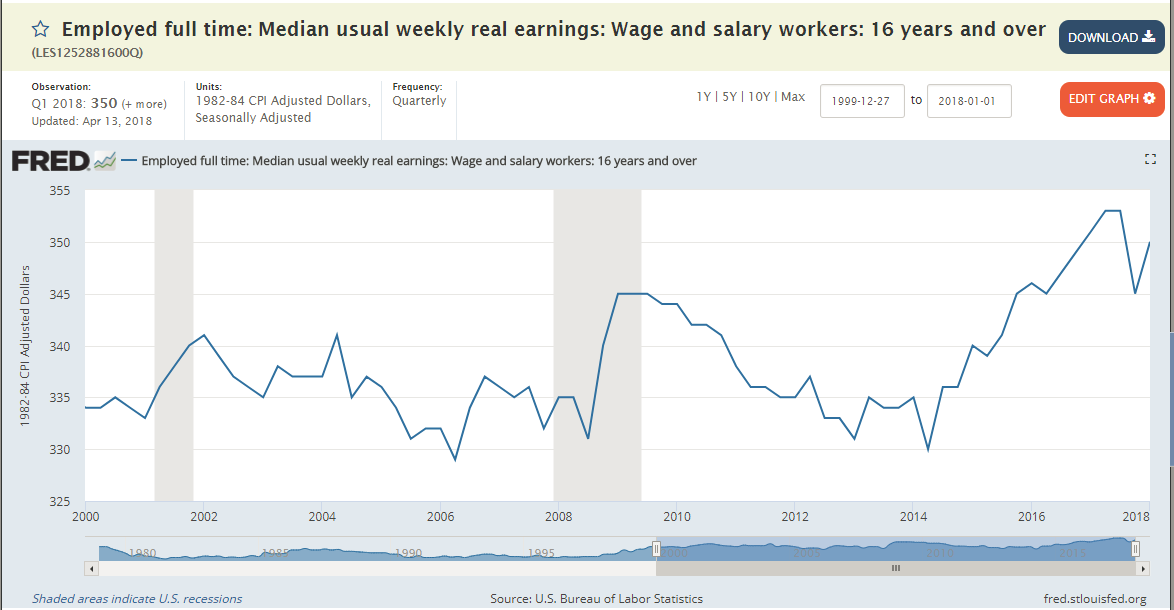 Employed full time: Median usual weekly real earnings: Wage and salary workers: 16 years and over
(LES1252881600Q)
DOWNLOAD
Observation:
Q1 2018: 350 (+ more)
Updated: Apr 13, 2018
Units:
1982-84 CPI Adjusted Dollars,
Seasonally Adjusted
Frequency:
Quarterly
1Y | 5Y | 10Y | Max
1999-12-27 to 2018-01-01
EDIT GRAPH
FRED
Employed full time: Median usual weekly real earnings: Wage and salary workers: 16 years and over
1982-84 CPI Adjusted Dollars
355
350
345
340
335
330
325
2000 2002 2004 2006 2008 2010 2012 2014 2016 2018
1980 1985 1990 1995 2000 2005 2010 2015
Shaded areas indicate U.S. recessions
Source: U.S. Bureau of Labor Statistics
fred.stlouisfed.org